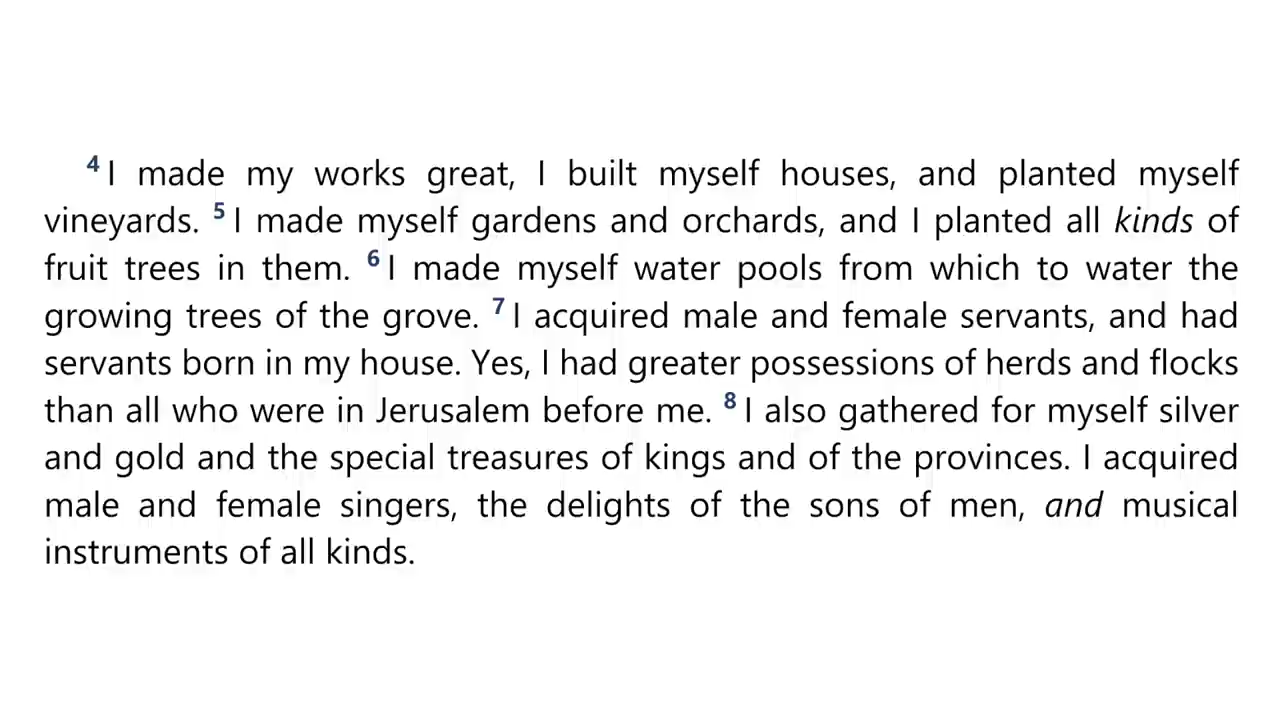 4 I made my works great, I built myself houses, and planted myself
vineyards. 5 I made myself gardens and orchards, and I planted all kinds of
fruit trees in them. 6 I made myself water pools from which to water the
growing trees of the grove. 7 I acquired male and female servants, and had
servants born in my house. Yes, I had greater possessions of herds and flocks
than all who were in Jerusalem before me. 8 I also gathered for myself silver
and gold and the special treasures of kings and of the provinces. I acquired
male and female singers, the delights of the sons of men, and musical
instruments of all kinds.